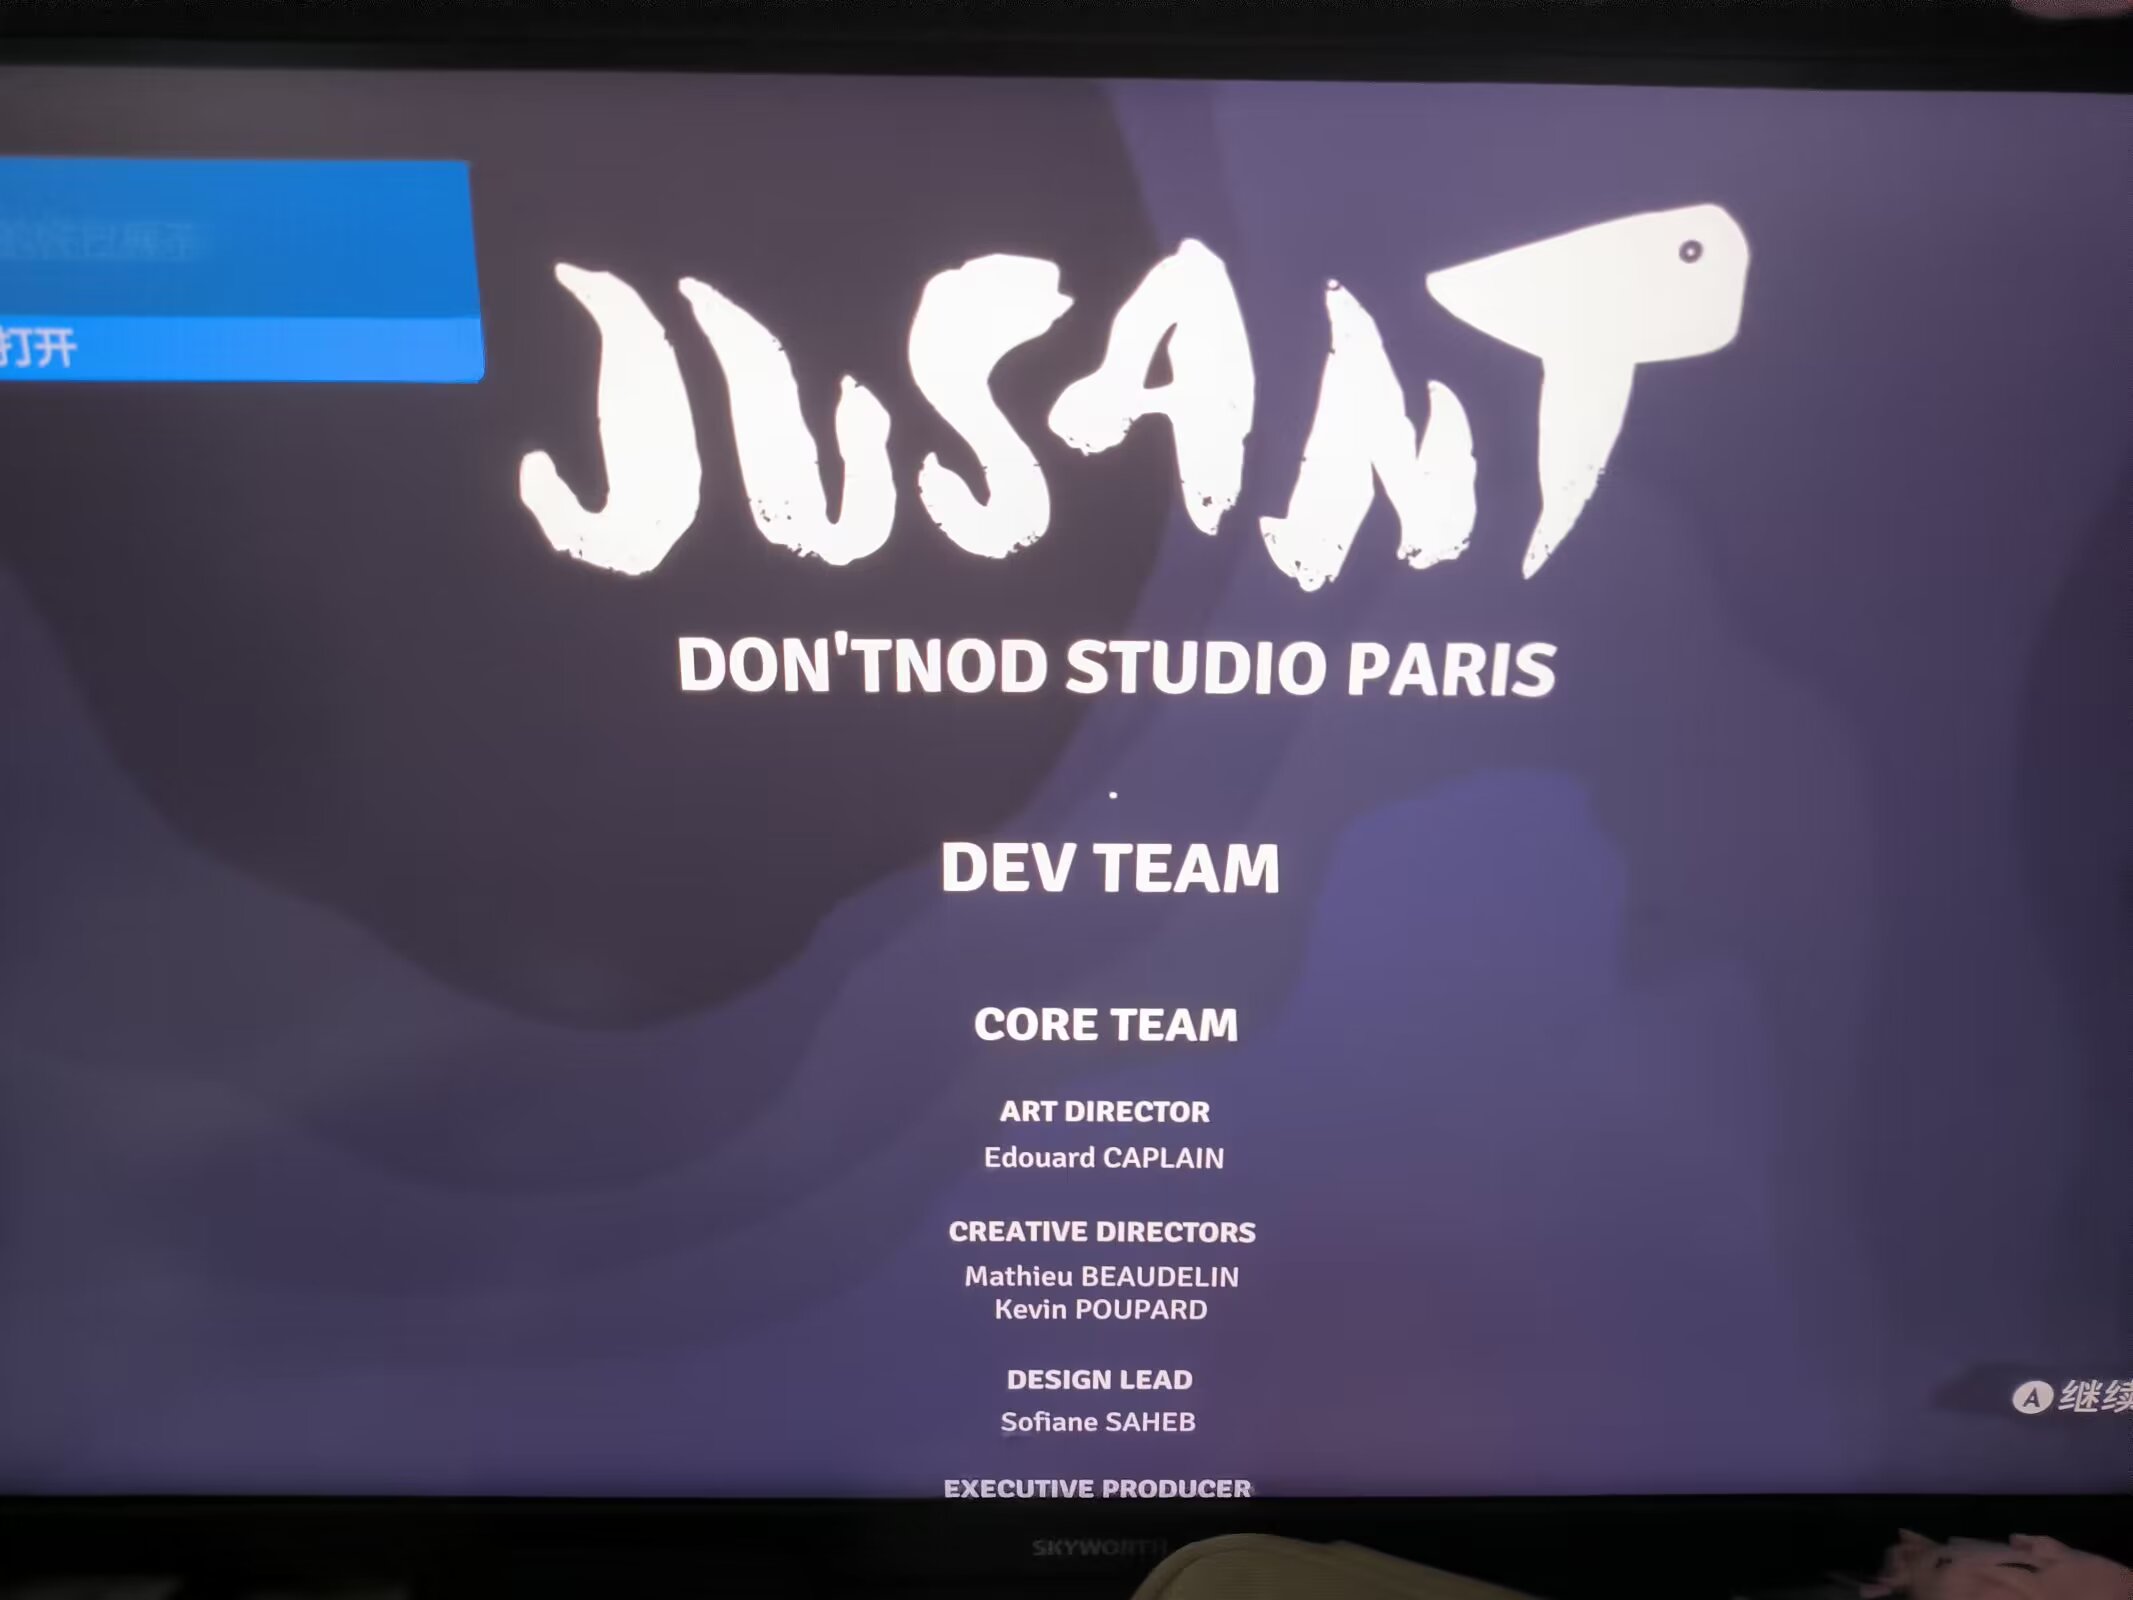 打开
JUSANT
DON'TNOD STUDIO PARIS
DEV TEAM
CORE TEAM
ART DIRECTOR
Edouard CAPLAIN
CREATIVE DIRECTORS
Mathieu BEAUDELIN
Kevin POUPARD
DESIGN LEAD
Sofiane SAHEB
A 继续
EXECUTIVE PRODUCER
SKYWORTH